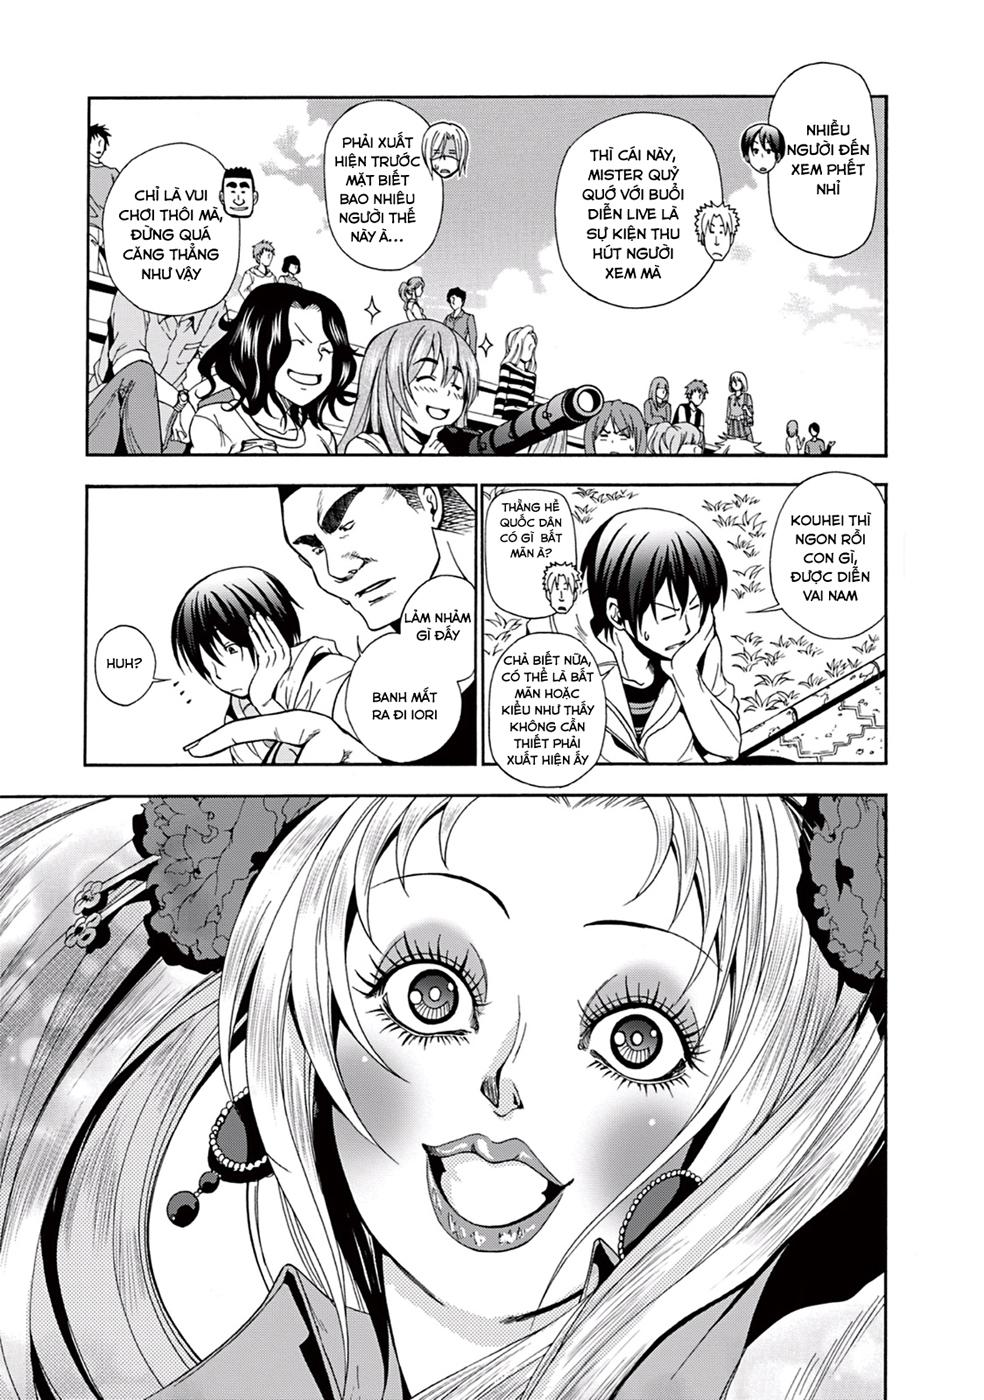 NHIỀU
NGƯỜI ĐẾN
XEM PHẾT
NHỈ
THÌ CÁI NÀY,
MISTER QUỶ
QUỚ VỚI BUỔI
DIỄN LIVE LÀ
SỰ KIỆN THU
HÚT NGƯỜI
XEM MÀ
PHẢI XUẤT
HIỆN TRƯỚC
MẶT BIẾT
BAO NHIÊU
NGƯỜI THẾ
NÀY À...
CHỈ LÀ VUI
CHƠI THÔI MÀ,
ĐỪNG QUÁ
CĂNG THẲNG
NHƯ VẬY
KOUHEI THÌ
NGON RỒI
CON GÌ,
ĐƯỢC DIỄN
VAI NAM
THẰNG HỀ
QUỐC DÂN
CÓ GÌ BẤT
MÃN À?
CHẢ BIẾT NỮA,
CÓ THỂ LÀ BẤT
MÃN HOẶC
KIỂU NHƯ THẤY
KHÔNG CẦN
THIẾT PHẢI
XUẤT HIỆN ẤY
LẢM NHẢM
GÌ ĐẤY
BANH MẮT
RA ĐI IORI
HUH?